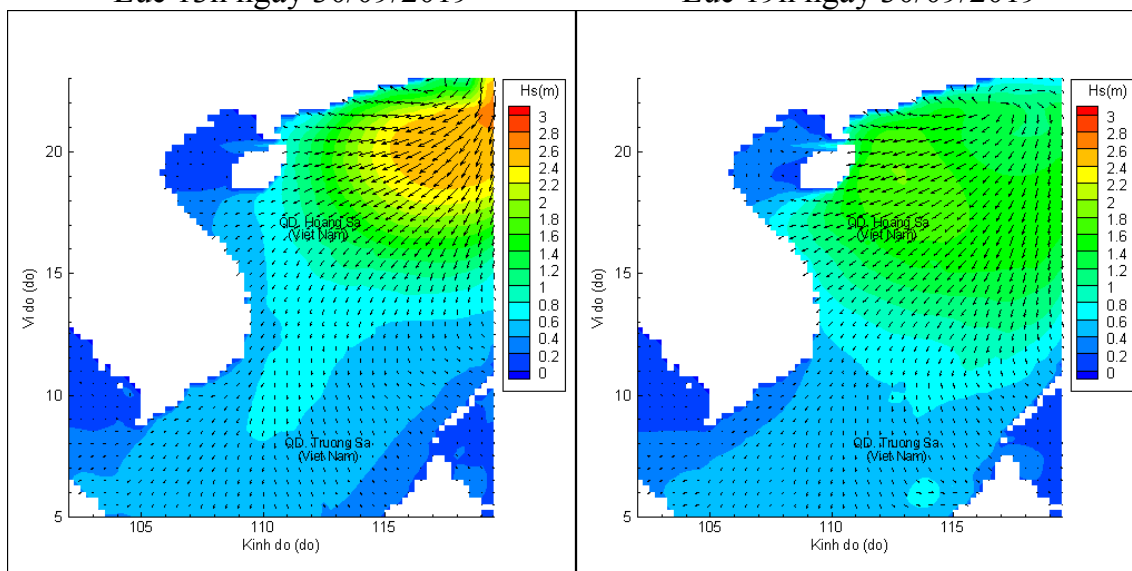 Lúc 13h ngày 30/09/2019
Hs(m)
3
2.8
2.6
2.4
2.2
2
1.8
1.6
1.4
1.2
1
0.8
0.6
0.4
0.2
0
Vi do (do)
20
15
10
5
QD. Hoang Sa
(Viet Nam)
QD. Truong Sa
(Viet Nam)
105
110
115
Kinh do (do)
Lúc 19h ngày 30/09/2019
Hs(m)
3
2.8
2.6
2.4
2.2
2
1.8
1.6
1.4
1.2
1
0.8
0.6
0.4
0.2
0
Vi do (do)
20
15
10
5
QD. Hoang Sa
(Viet Nam)
QD. Truong Sa
(Viet Nam)
105
110
115
Kinh do (do)